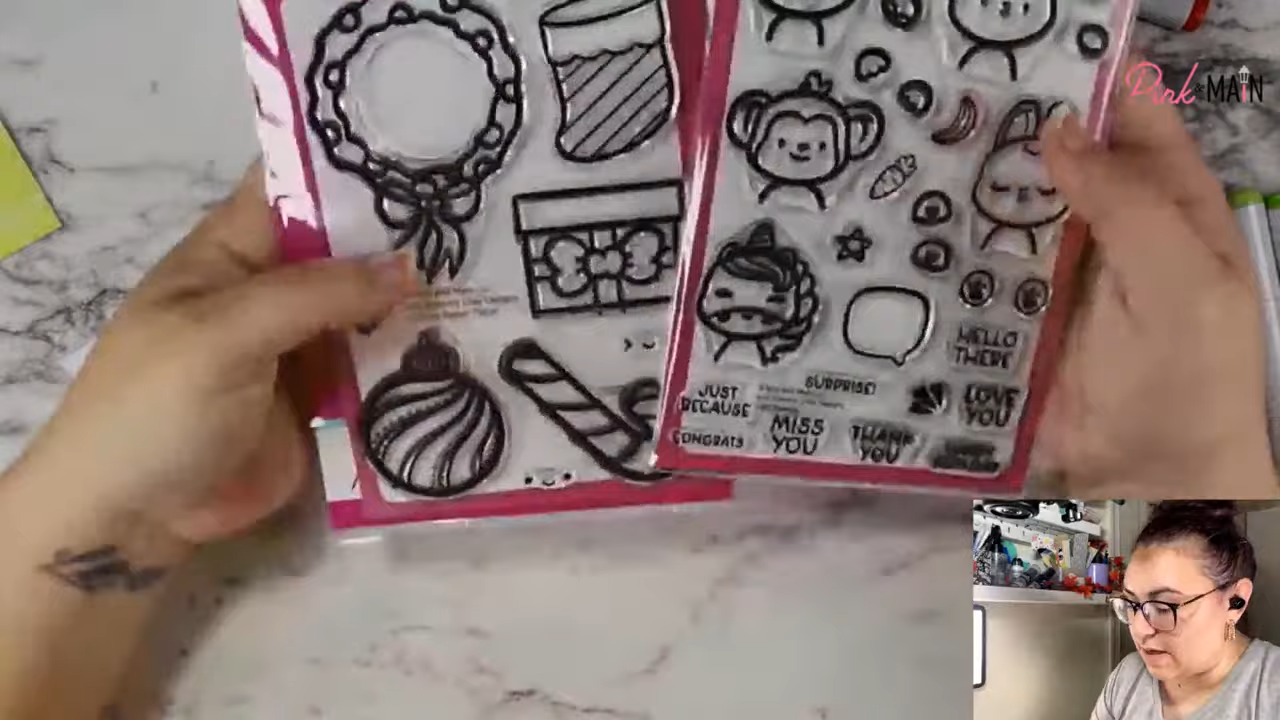 Pink & MAIN
HELLO
THERE
SURPRISE!
JUST
BECAUSE
LOVE
YOU
MISS
YOU
THANK
YOU
CONGRATS